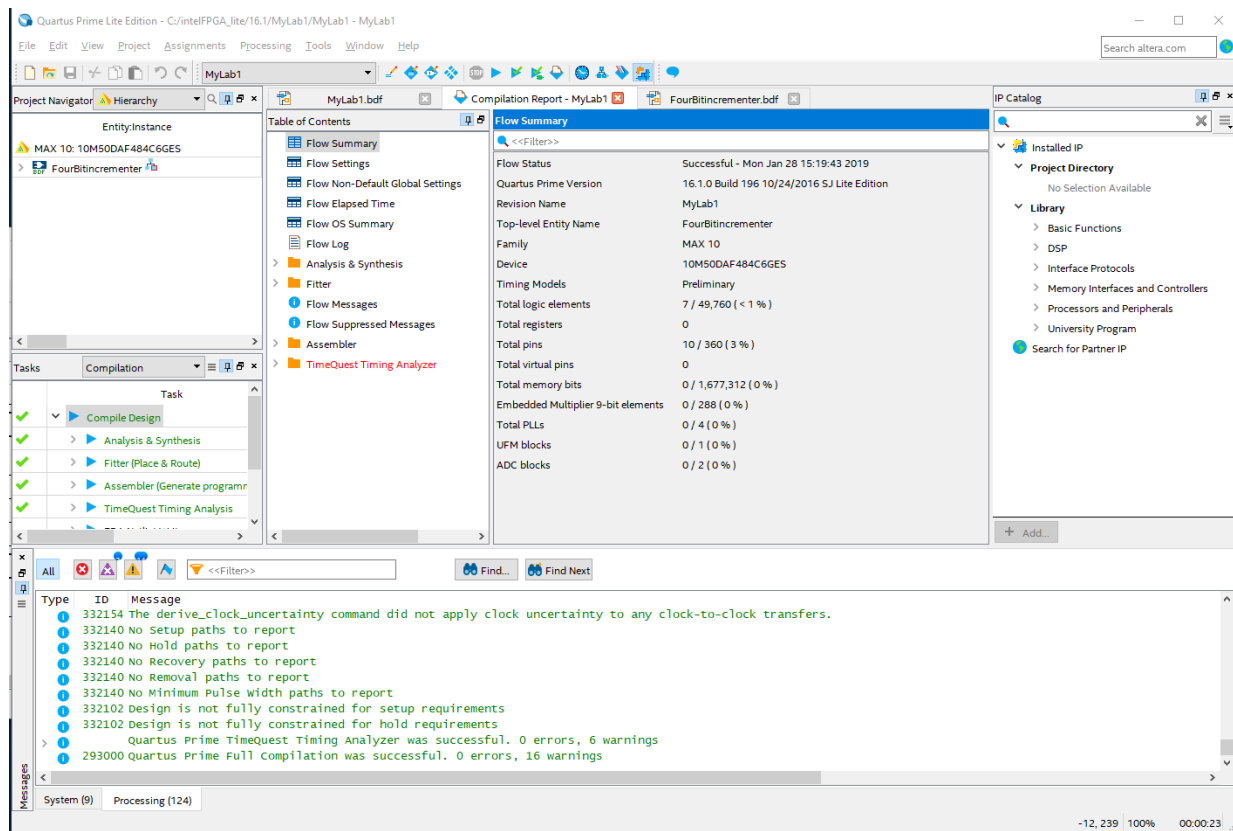 Quartus Prime Lite Edition - C:/intelFPGA_lite/16.1/MyLab1/MyLab1 - MyLab1
File Edit View Project Assignments Processing Tools Window Help
Search altera.com
MyLab1
STOP
Project Navigator Hierarchy
Entity:Instance
MAX 10: 10M50DAF484C6GES
BDF FourBitincrementer
MyLab1.bdf
Compilation Report - MyLab1
FourBitincrementer.bdf
Table of Contents
Flow Summary
Flow Settings
Flow Non-Default Global Settings
Flow Elapsed Time
Flow OS Summary
Flow Log
Analysis & Synthesis
Fitter
Flow Messages
Flow Suppressed Messages
Assembler
TimeQuest Timing Analyzer
Flow Summary
<<Filter>>
Flow Status Successful - Mon Jan 28 15:19:43 2019
Quartus Prime Version 16.1.0 Build 196 10/24/2016 SJ Lite Edition
Revision Name MyLab1
Top-level Entity Name FourBitincrementer
Family MAX 10
Device 10M50DAF484C6GES
Timing Models Preliminary
Total logic elements 7 / 49,760 ( < 1 % )
Total registers 0
Total pins 10 / 360 ( 3 % )
Total virtual pins 0
Total memory bits 0 / 1,677,312 ( 0 % )
Embedded Multiplier 9-bit elements 0 / 288 ( 0 % )
Total PLLs 0 / 4 ( 0 % )
UFM blocks 0 / 1 ( 0 % )
ADC blocks 0 / 2 ( 0 % )
IP Catalog
Installed IP
Project Directory
No Selection Available
Library
Basic Functions
DSP
Interface Protocols
Memory Interfaces and Controllers
Processors and Peripherals
University Program
Search for Partner IP
+ Add...
Tasks Compilation
Task
Compile Design
Analysis & Synthesis
Fitter (Place & Route)
Assembler (Generate programm
TimeQuest Timing Analysis
All <<Filter>> Find... Find Next
Type ID Message
332154 The derive_clock_uncertainty command did not apply clock uncertainty to any clock-to-clock transfers.
332140 No Setup paths to report
332140 No Hold paths to report
332140 No Recovery paths to report
332140 No Removal paths to report
332140 No Minimum Pulse Width paths to report
332102 Design is not fully constrained for setup requirements
332102 Design is not fully constrained for hold requirements
Quartus Prime TimeQuest Timing Analyzer was successful. 0 errors, 6 warnings
293000 Quartus Prime Full Compilation was successful. 0 errors, 16 warnings
Messages
System (9) Processing (124)
-12, 239 100% 00:00:23